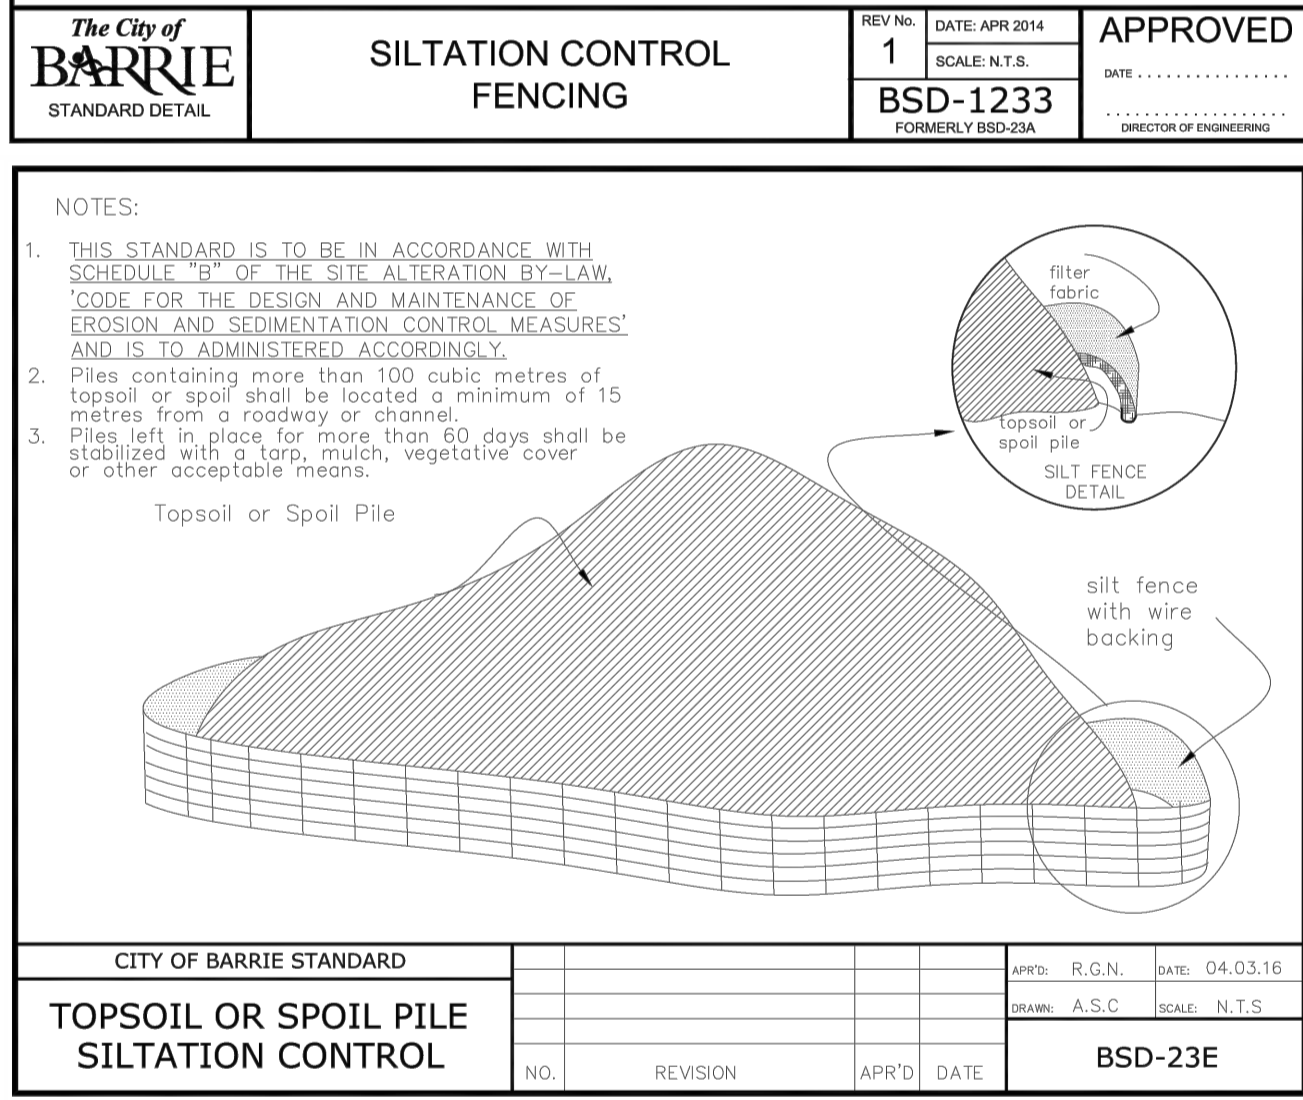 The City of
BARRIE
STANDARD DETAIL
SILTATION CONTROL
FENCING
REV No.
1
DATE: APR 2014
SCALE: N.T.S.
BSD-1233
FORMERLY BSD-23A
APPROVED
DATE . . . . . . . . . . . . . . . .
. . . . . . . . . . . . . . . . . . .
DIRECTOR OF ENGINEERING
NOTES:
1. THIS STANDARD IS TO BE IN ACCORDANCE WITH
SCHEDULE "B" OF THE SITE ALTERATION BY-LAW,
'CODE FOR THE DESIGN AND MAINTENANCE OF
EROSION AND SEDIMENTATION CONTROL MEASURES'
AND IS TO ADMINISTERED ACCORDINGLY.
2. Piles containing more than 100 cubic metres of
topsoil or spoil shall be located a minimum of 15
metres from a roadway or channel.
3. Piles left in place for more than 60 days shall be
stabilized with a tarp, mulch, vegetative cover
or other acceptable means.
Topsoil or Spoil Pile
filter
fabric
topsoil or
spoil pile
SILT FENCE
DETAIL
silt fence
with wire
backing
CITY OF BARRIE STANDARD
TOPSOIL OR SPOIL PILE
SILTATION CONTROL
NO. REVISION APR'D DATE
APR'D: R.G.N. DATE: 04.03.16
DRAWN: A.S.C SCALE: N.T.S
BSD-23E